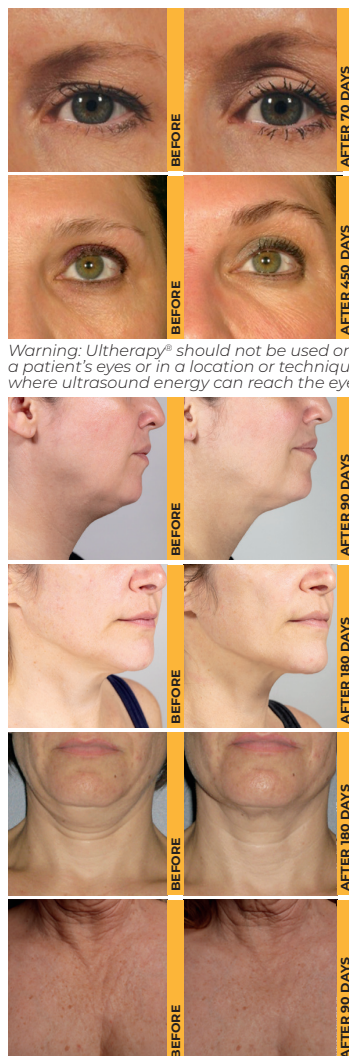 BEFORE
AFTER 70 DAYS
BEFORE
AFTER 450 DAYS
Warning: Ultherapy® should not be used on
a patient's eyes or in a location or techniqu
where ultrasound energy can reach the eye
BEFORE
AFTER 90 DAYS
BEFORE
AFTER 180 DAYS
BEFORE
AFTER 180 DAYS
BEFORE
AFTER 90 DAYS